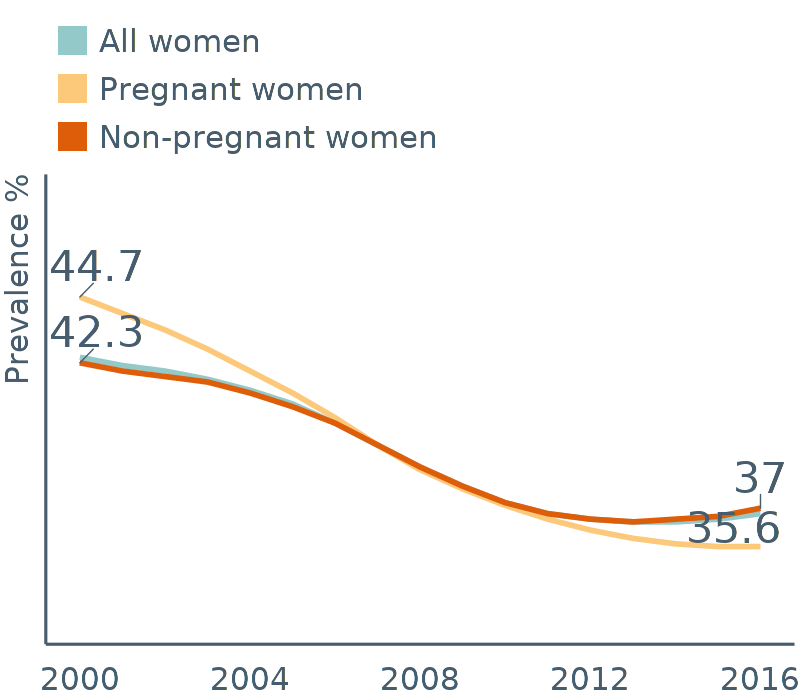 All women
Pregnant women
Non-pregnant women
Prevalence %
44.7
42.3
37
35.6
2000 2004 2008 2012 2016